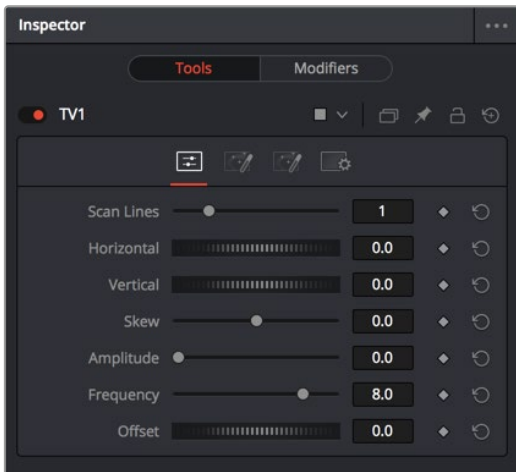 Inspector
Tools Modifiers
TV1
Scan Lines 1
Horizontal 0.0
Vertical 0.0
Skew 0.0
Amplitude 0.0
Frequency 8.0
Offset 0.0